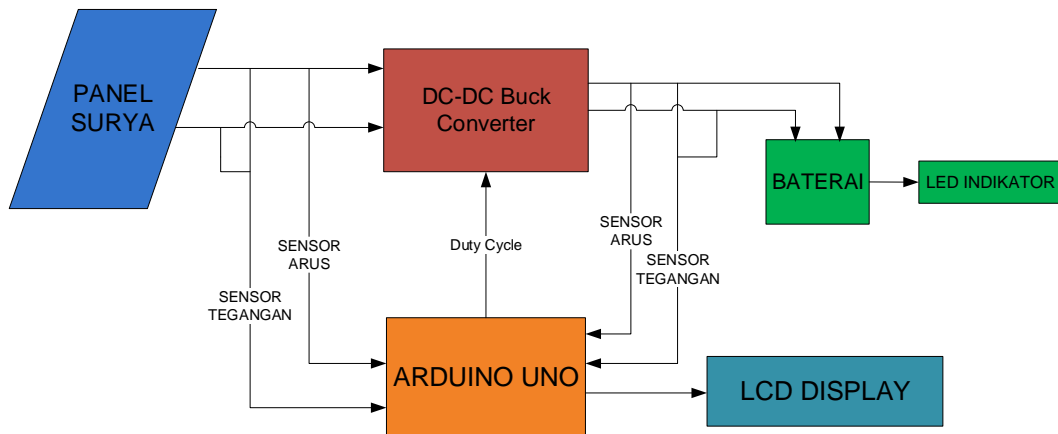 PANEL
SURYA
DC-DC Buck
Converter
BATERAI
LED INDIKATOR
SENSOR
ARUS
Duty Cycle
SENSOR
ARUS
SENSOR
TEGANGAN
SENSOR
TEGANGAN
ARDUINO UNO
LCD DISPLAY